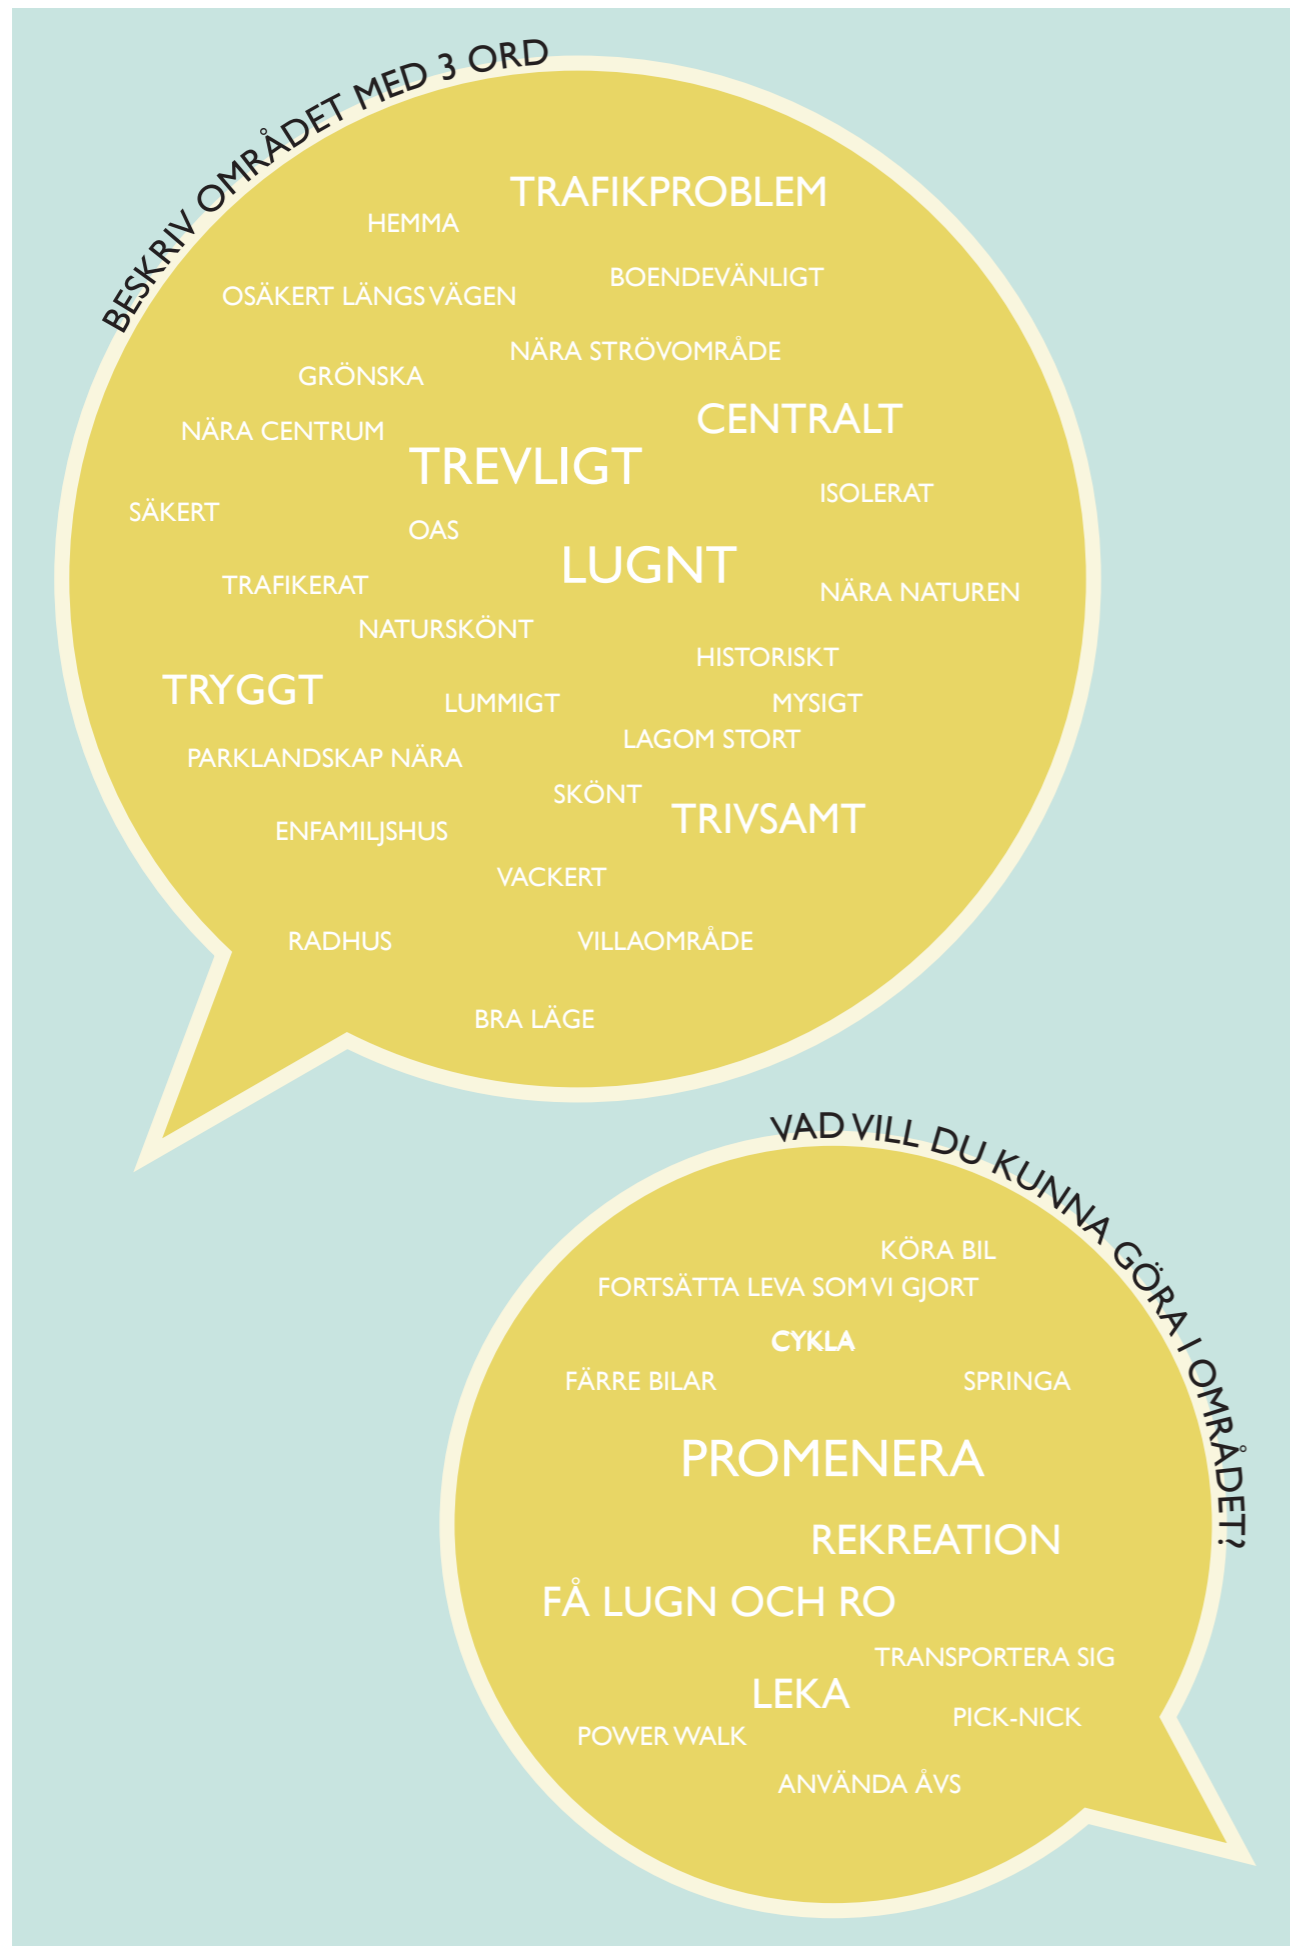 BESKRIV OMRÅDET MED 3 ORD
TRAFIKPROBLEM
HEMMA
BOENDEVÄNLIGT
OSÄKERT LÄNGS VÄGEN
NÄRA STRÖVOMRÅDE
GRÖNSKA
CENTRALT
NÄRA CENTRUM
TREVLIGT
ISOLERAT
SÄKERT
OAS
LUGNT
TRAFIKERAT
NÄRA NATUREN
NATURSKÖNT
HISTORISKT
TRYGGT
LUMMIGT
MYSIGT
LAGOM STORT
PARKLANDSKAP NÄRA
SKÖNT
TRIVSAMT
ENFAMILJSHUS
VACKERT
RADHUS
VILLAOMRÅDE
BRA LÄGE
VAD VILL DU KUNNA GÖRA I OMRÅDET?
KÖRA BIL
FORTSÄTTA LEVA SOM VI GJORT
CYKLA
FÄRRE BILAR
SPRINGA
PROMENERA
REKREATION
FÅ LUGN OCH RO
TRANSPORTERA SIG
LEKA
PICK-NICK
POWER WALK
ANVÄNDA ÅVS